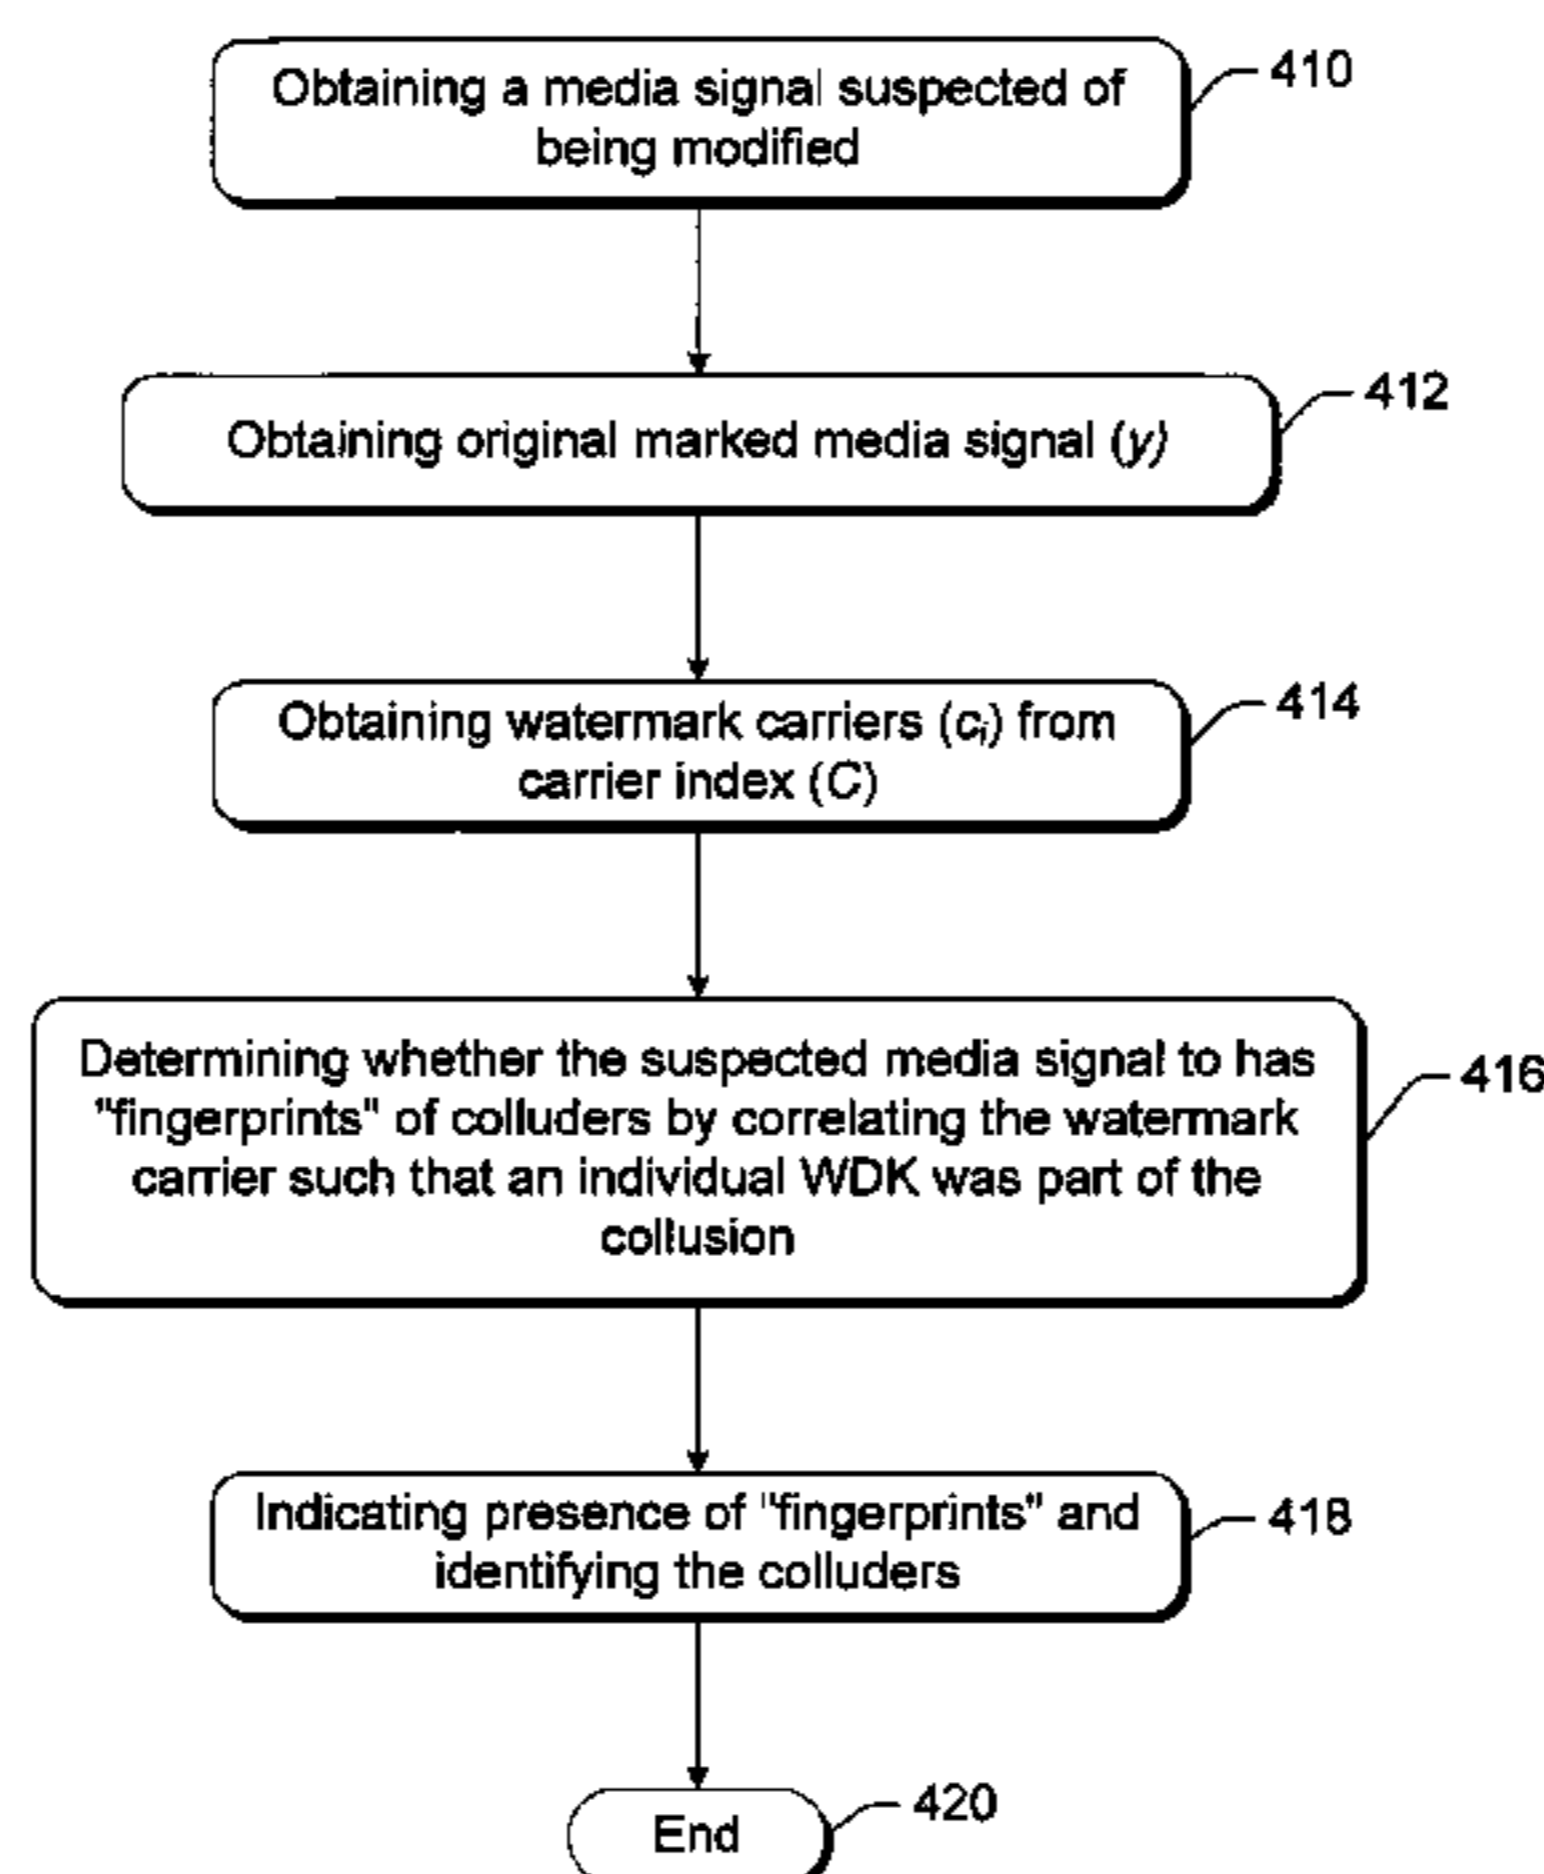 Obtaining a media signal suspected of
being modified
410
Obtaining original marked media signal (y)
412
Obtaining watermark carriers (ci) from
carrier index (C)
414
Determining whether the suspected media signal to has
"fingerprints" of colluders by correlating the watermark
carrier such that an individual WDK was part of the
collusion
416
Indicating presence of "fingerprints" and
identifying the colluders
418
End
420